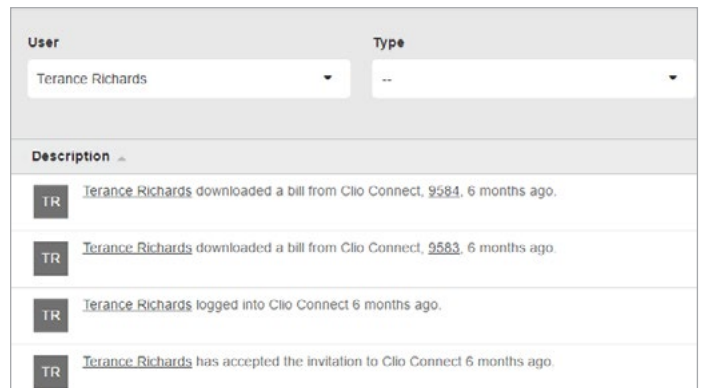 User Type
Terance Richards --
Description
TR Terance Richards downloaded a bill from Clio Connect, 9584, 6 months ago.
TR Terance Richards downloaded a bill from Clio Connect, 9583, 6 months ago.
TR Terance Richards logged into Clio Connect 6 months ago.
TR Terance Richards has accepted the invitation to Clio Connect 6 months ago.